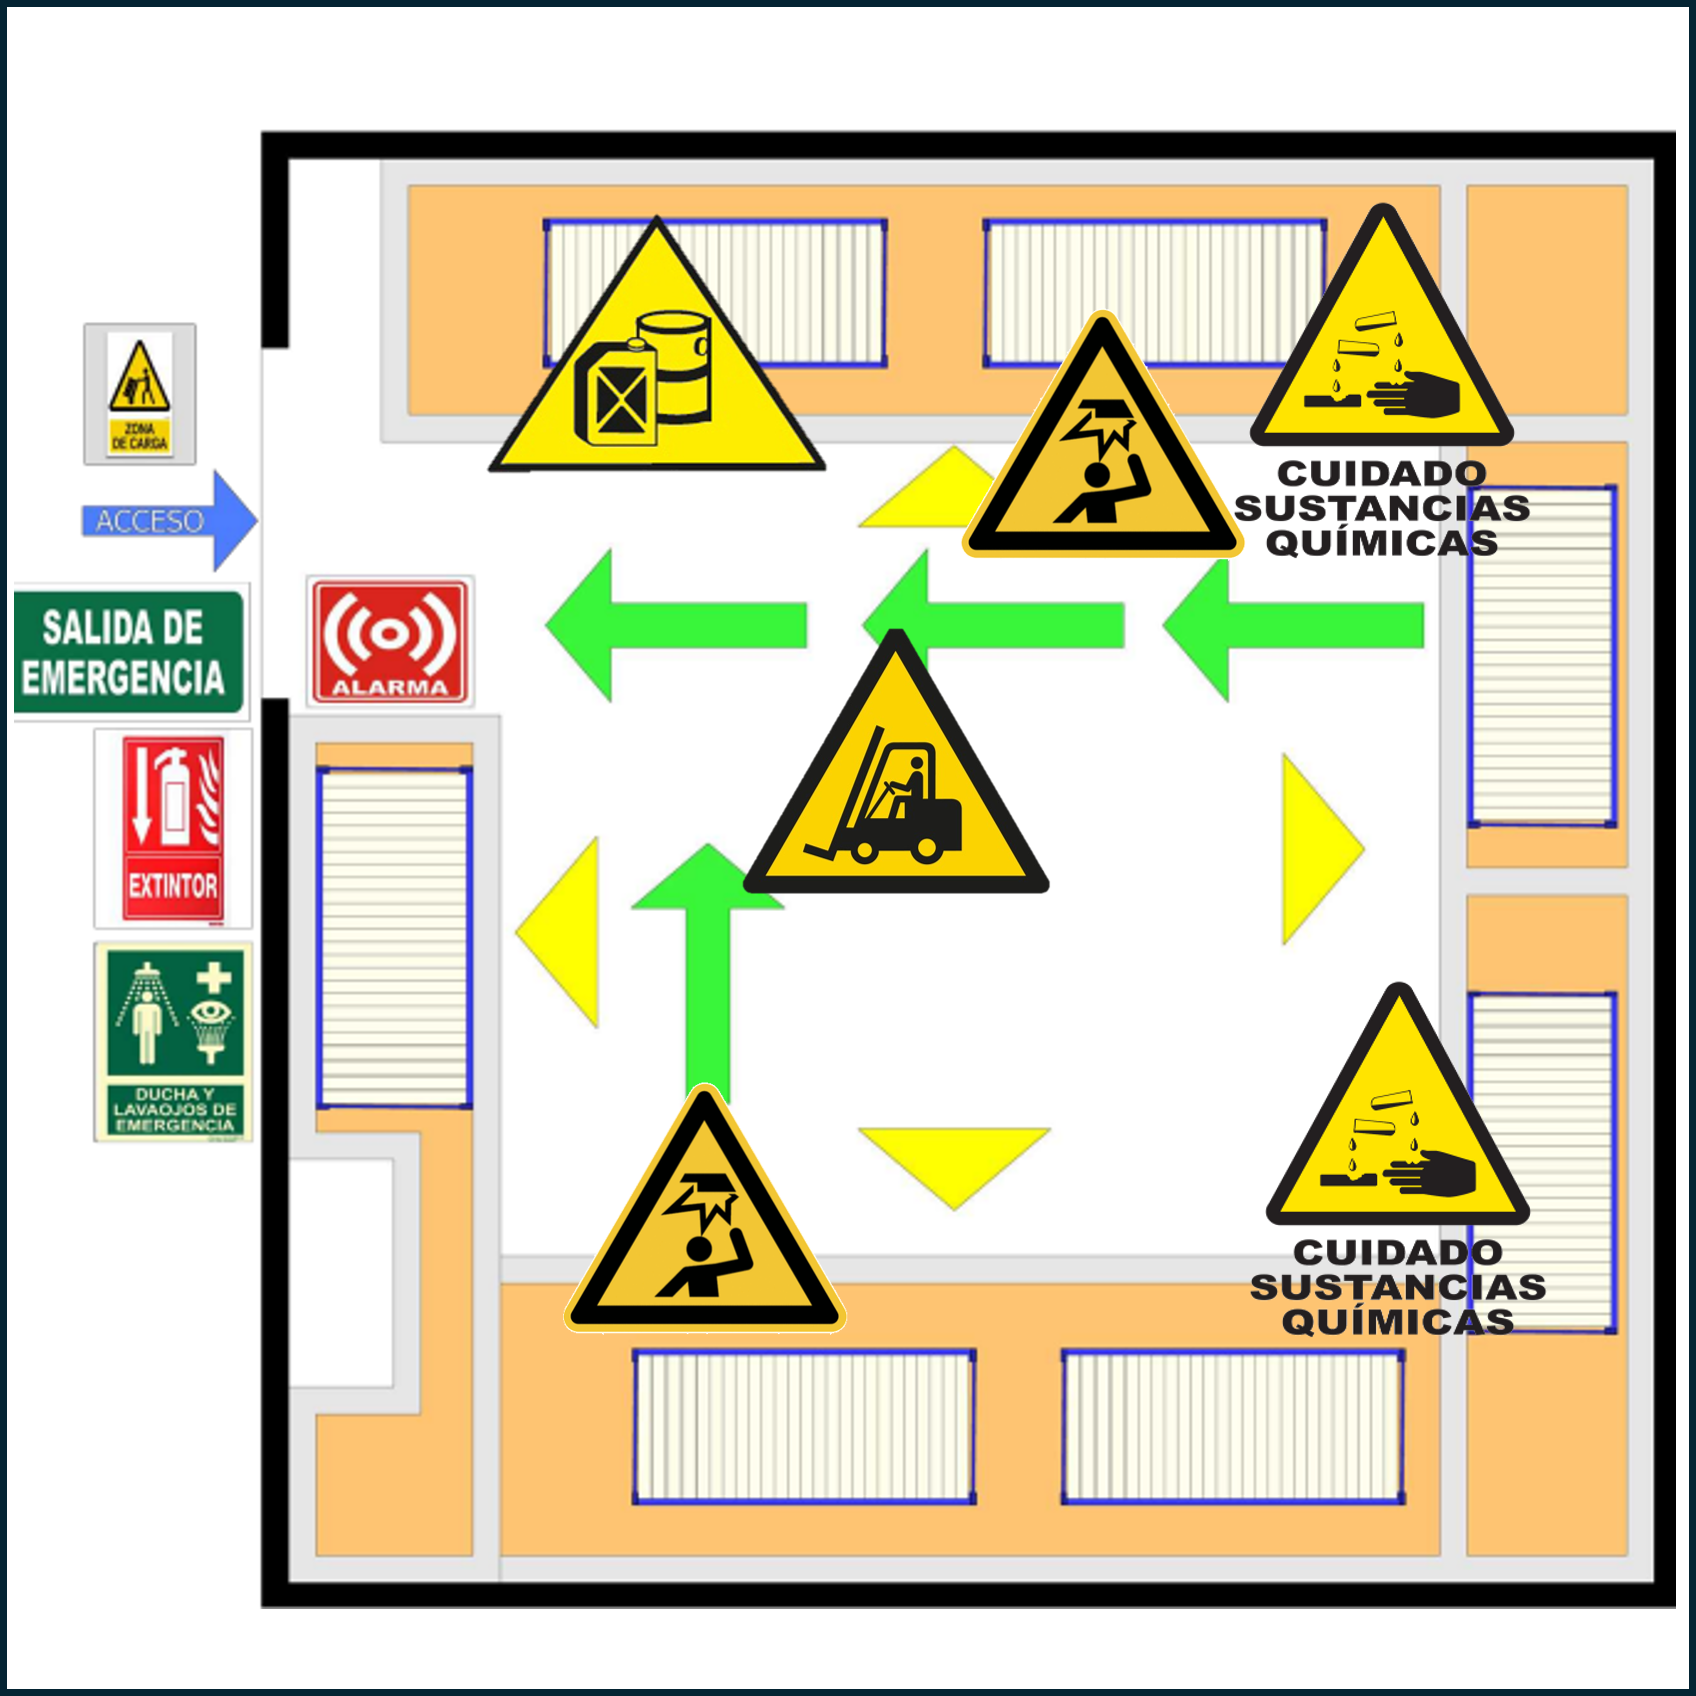 ZONA
DE CARGA
ACCESO
SALIDA DE
EMERGENCIA
ALARMA
EXTINTOR
DUCHA Y
LAVAOJOS DE
EMERGENCIA
CUIDADO
SUSTANCIAS
QUÍMICAS
CUIDADO
SUSTANCIAS
QUÍMICAS